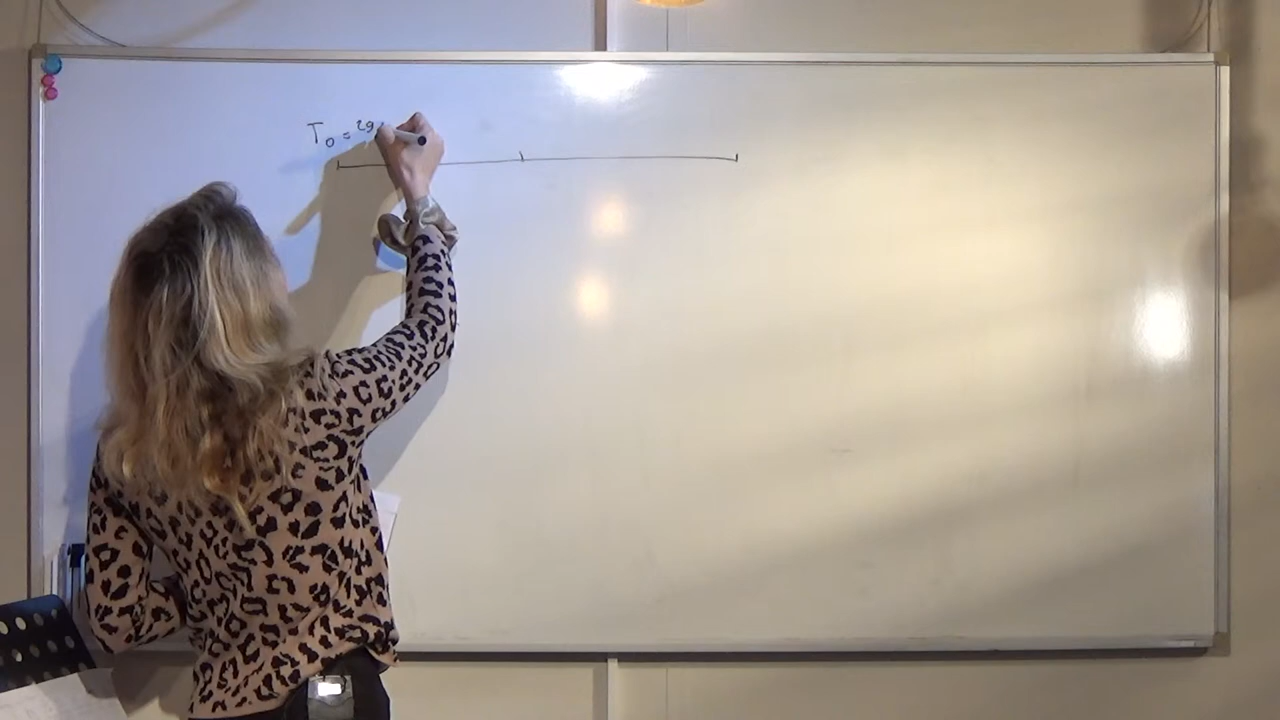 T₀ = 29